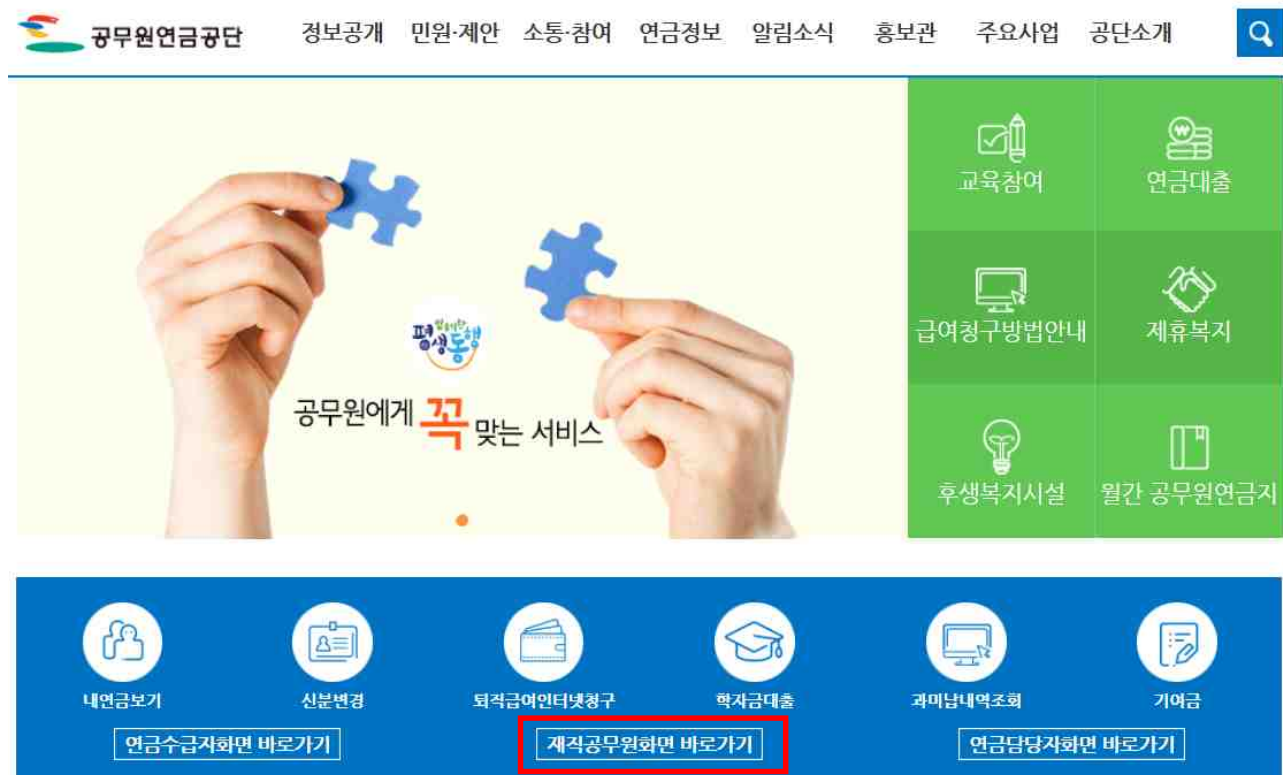 공무원연금공단
정보공개 민원·제안 소통·참여 연금정보 알림소식 홍보관 주요사업 공단소개
교육참여 연금대출
급여청구방법안내 제휴복지
평생동행
공무원에게 꼭 맞는 서비스
후생복지시설 월간 공무원연금지
내연금보기 신분변경 퇴직급여인터넷청구 학자금대출 과미납내역조회 기여금
연금수급자화면 바로가기 재직공무원화면 바로가기 연금담당자화면 바로가기